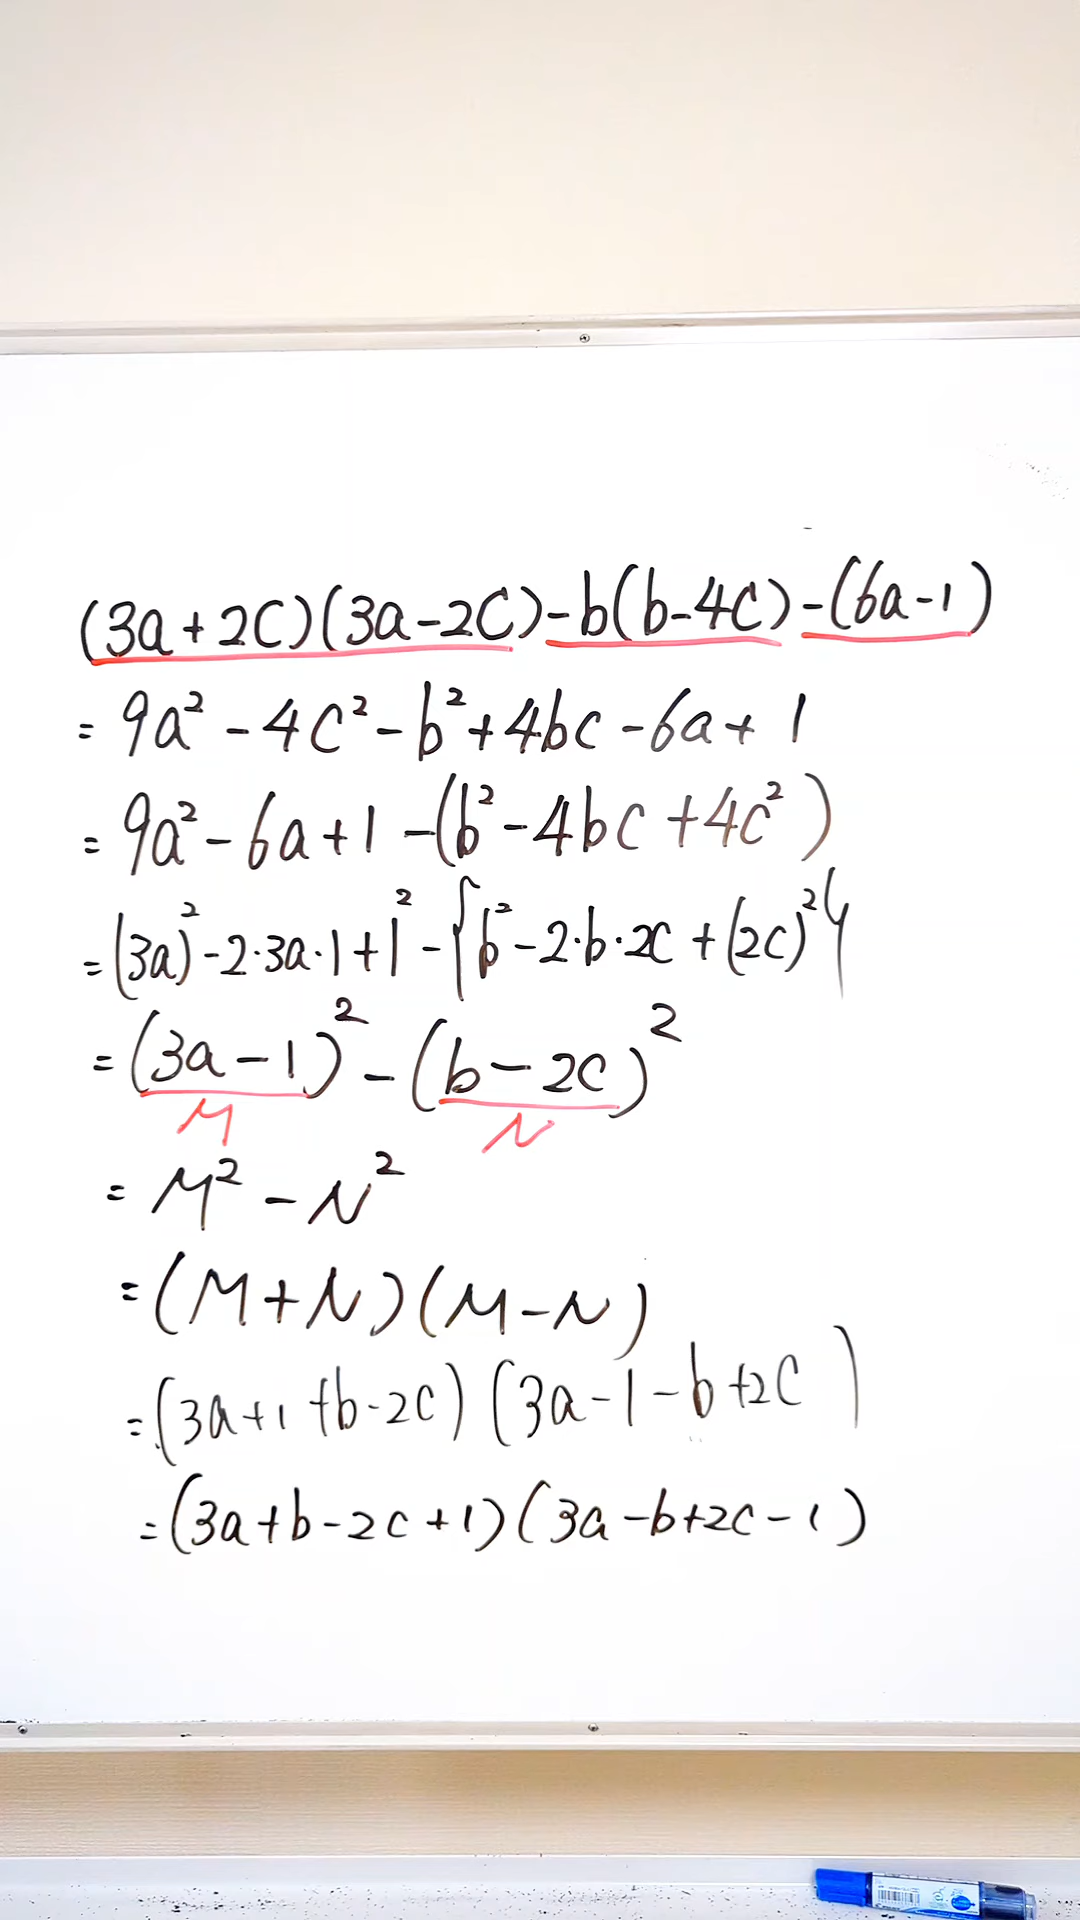 (3a+2c)(3a-2c)-b(b-4c)-(6a-1)
= 9a² - 4c² - b² + 4bc - 6a + 1
= 9a² - 6a + 1 - (b² - 4bc + 4c²)
= (3a)² - 2·3a·1 + 1² - {b² - 2·b·2c + (2c)²}
= (3a - 1)² - (b - 2c)²
M N
= M² - N²
= (M+N)(M-N)
= (3a+1+b-2c)(3a-1-b+2c)
= (3a+b-2c+1)(3a-b+2c-1)